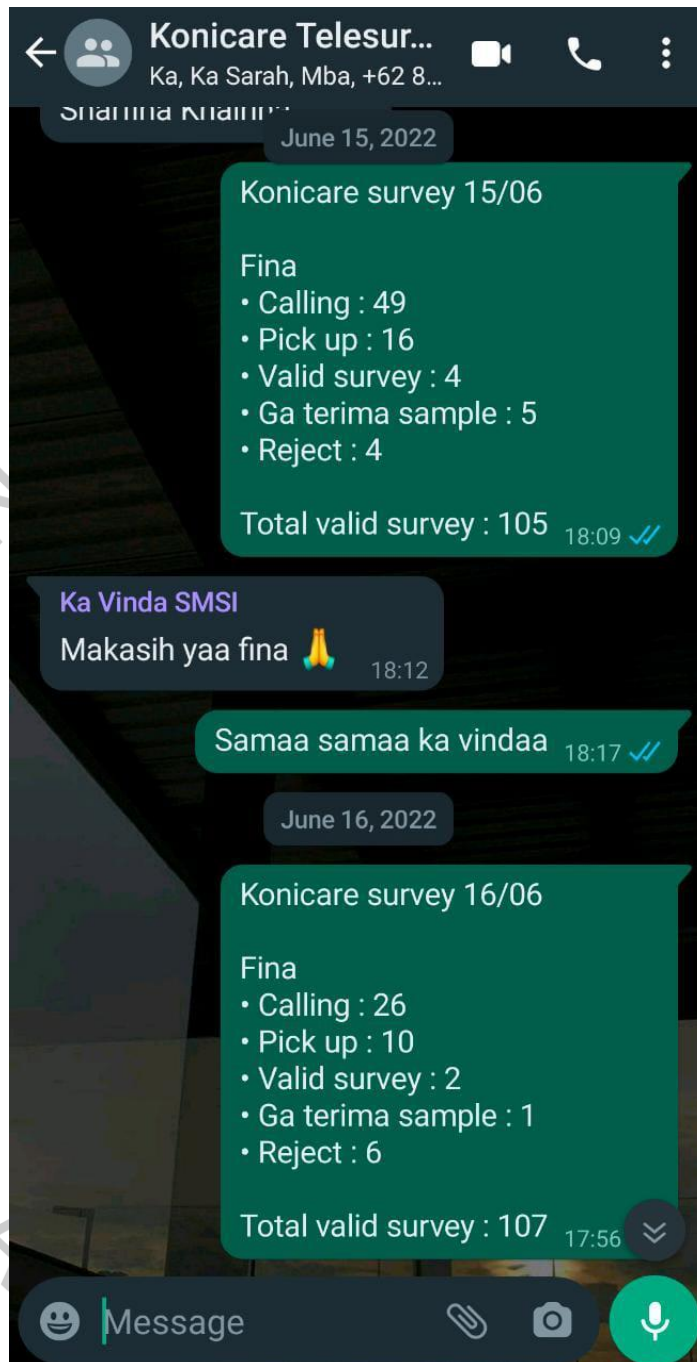 Konicare Telesur...
Ka, Ka Sarah, Mba, +62 8...
June 15, 2022
Konicare survey 15/06
Fina
• Calling : 49
• Pick up : 16
• Valid survey : 4
• Ga terima sample : 5
• Reject : 4
Total valid survey : 105 18:09
Ka Vinda SMSI
Makasih yaa fina 🙏 18:12
Samaa samaa ka vindaa 18:17
June 16, 2022
Konicare survey 16/06
Fina
• Calling : 26
• Pick up : 10
• Valid survey : 2
• Ga terima sample : 1
• Reject : 6
Total valid survey : 107 17:56
Message